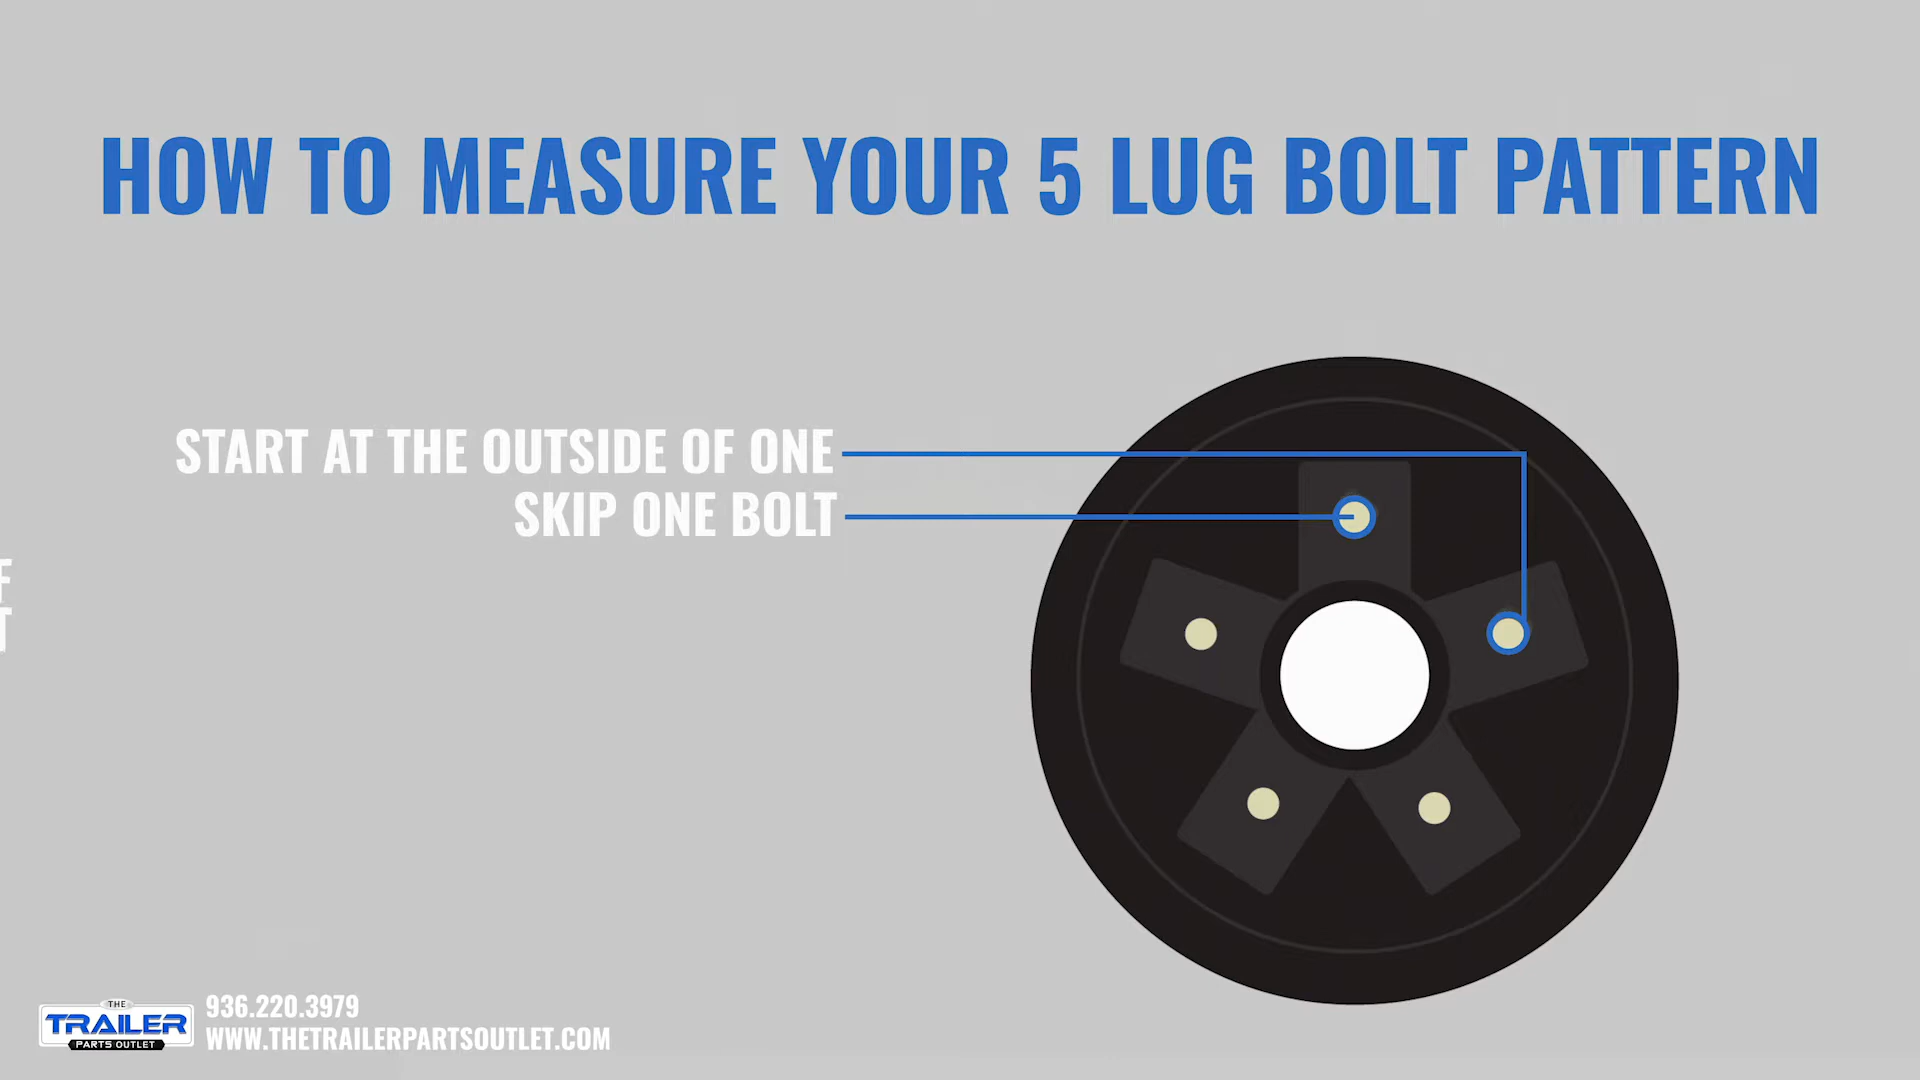 HOW TO MEASURE YOUR 5 LUG BOLT PATTERN
START AT THE OUTSIDE OF ONE
SKIP ONE BOLT
THE
TRAILER
PARTS OUTLET
936.220.3979
WWW.THETRAILERPARTSOUTLET.COM